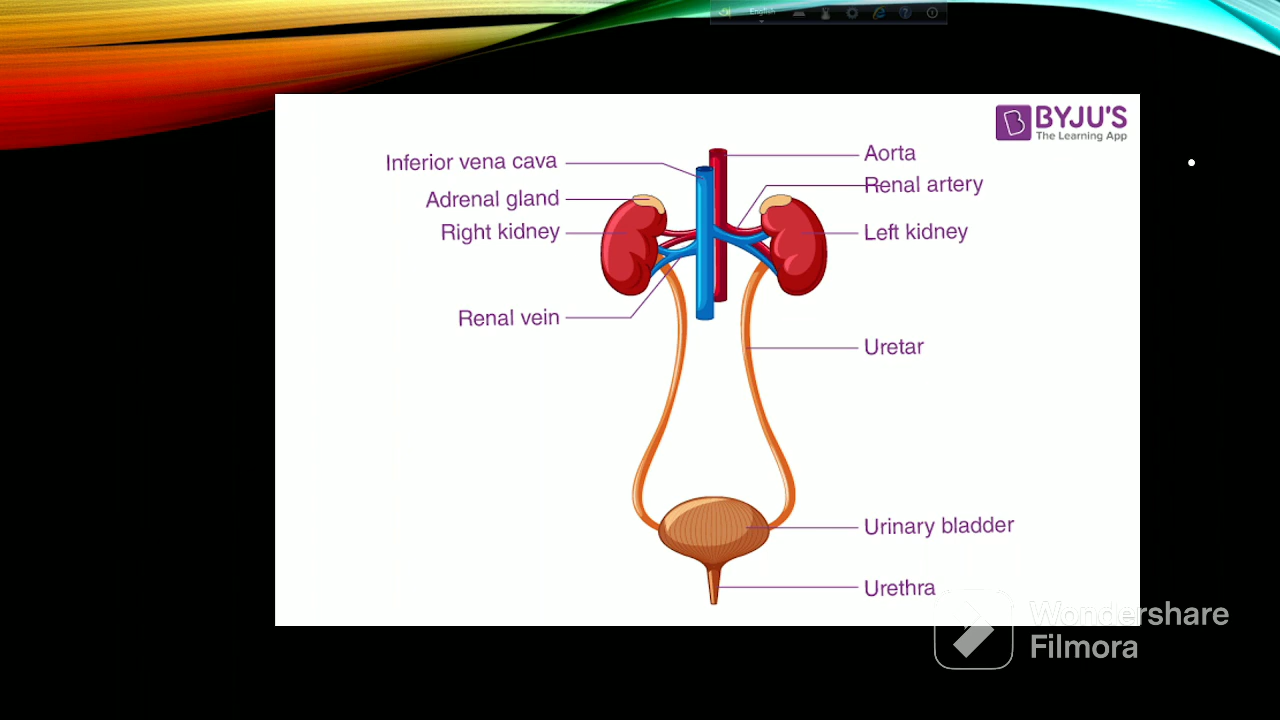 English
BYJU'S
The Learning App
Inferior vena cava
Aorta
Adrenal gland
Renal artery
Right kidney
Left kidney
Renal vein
Uretar
Urinary bladder
Urethra
Wondershare
Filmora